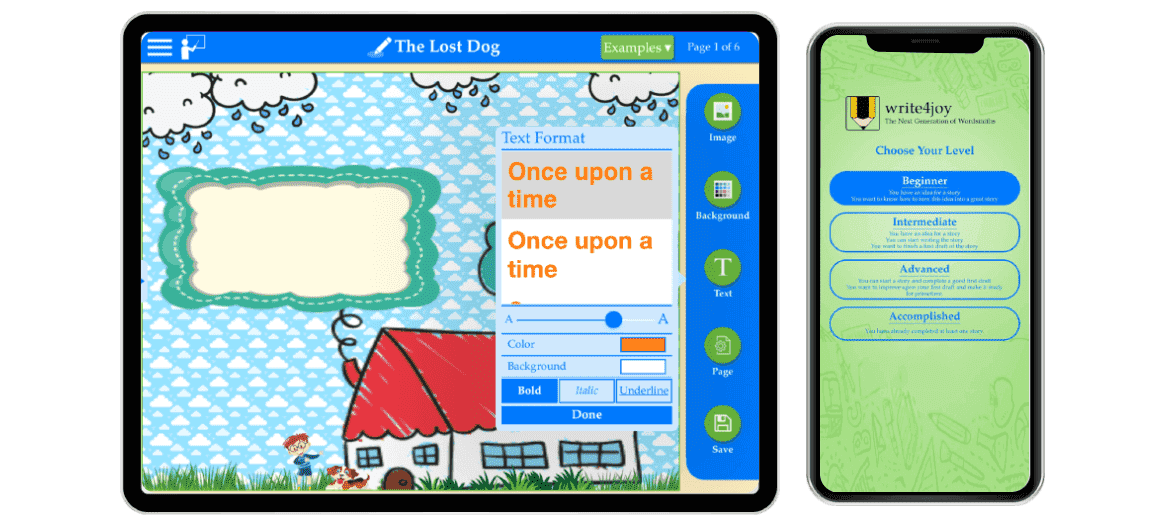 The Lost Dog
Examples ▾
Page 1 of 6
Text Format
Once upon a
time
Once upon a
time
A
A
Color
Background
Bold
Italic
Underline
Done
Image
Background
T
Text
Page
Save
write4joy
The Next Generation of Wordsmiths
Choose Your Level
Beginner
You have an idea for a story
You want to know how to turn this idea into a great story
Intermediate
You have an idea for a story
You can start writing the story
You want to finish a first draft of the story
Advanced
You can start a story and complete a good first draft
You want to improve upon your first draft and make it ready
for
Accomplished
You have already completed at least one story